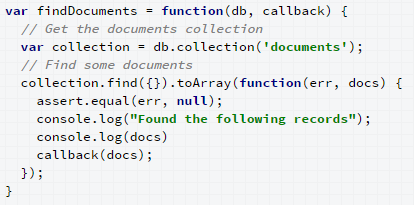 var findDocuments = function(db, callback) {
  // Get the documents collection
  var collection = db.collection('documents');
  // Find some documents
  collection.find({}).toArray(function(err, docs) {
    assert.equal(err, null);
    console.log("Found the following records");
    console.log(docs)
    callback(docs);
  });
}